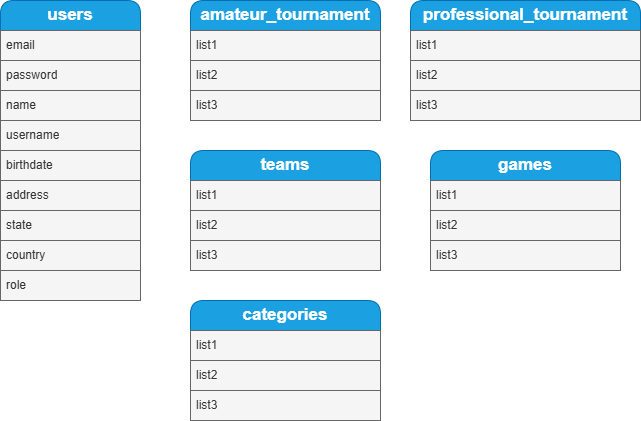 users
email
password
name
username
birthdate
address
state
country
role
amateur_tournament
list1
list2
list3
professional_tournament
list1
list2
list3
teams
list1
list2
list3
games
list1
list2
list3
categories
list1
list2
list3